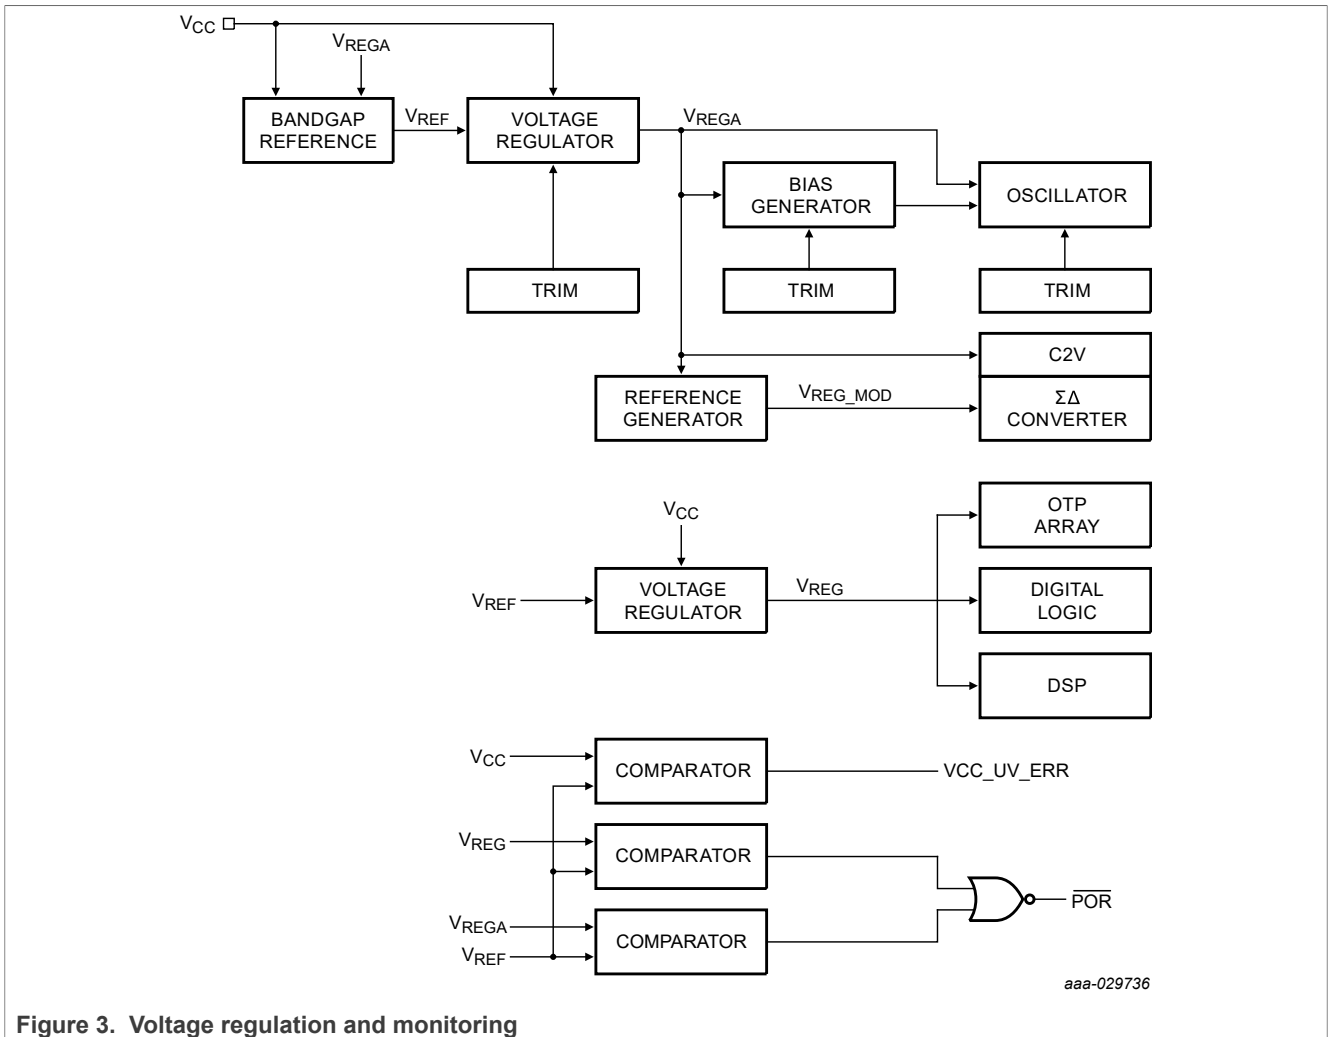 VCC
VREGA
BANDGAP
REFERENCE
VREF
VOLTAGE
REGULATOR
VREGA
BIAS
GENERATOR
OSCILLATOR
TRIM
TRIM
TRIM
C2V
REFERENCE
GENERATOR
VREG_MOD
ΣΔ
CONVERTER
VCC
OTP
ARRAY
VREF
VOLTAGE
REGULATOR
VREG
DIGITAL
LOGIC
DSP
VCC
COMPARATOR
VCC_UV_ERR
VREG
COMPARATOR
POR
VREGA
VREF
COMPARATOR
aaa-029736
Figure 3. Voltage regulation and monitoring